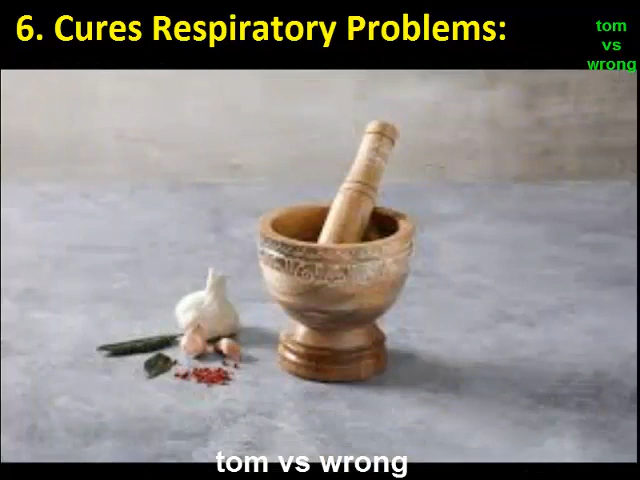 6. Cures Respiratory Problems:
tom
vs
wrong
tom vs wrong